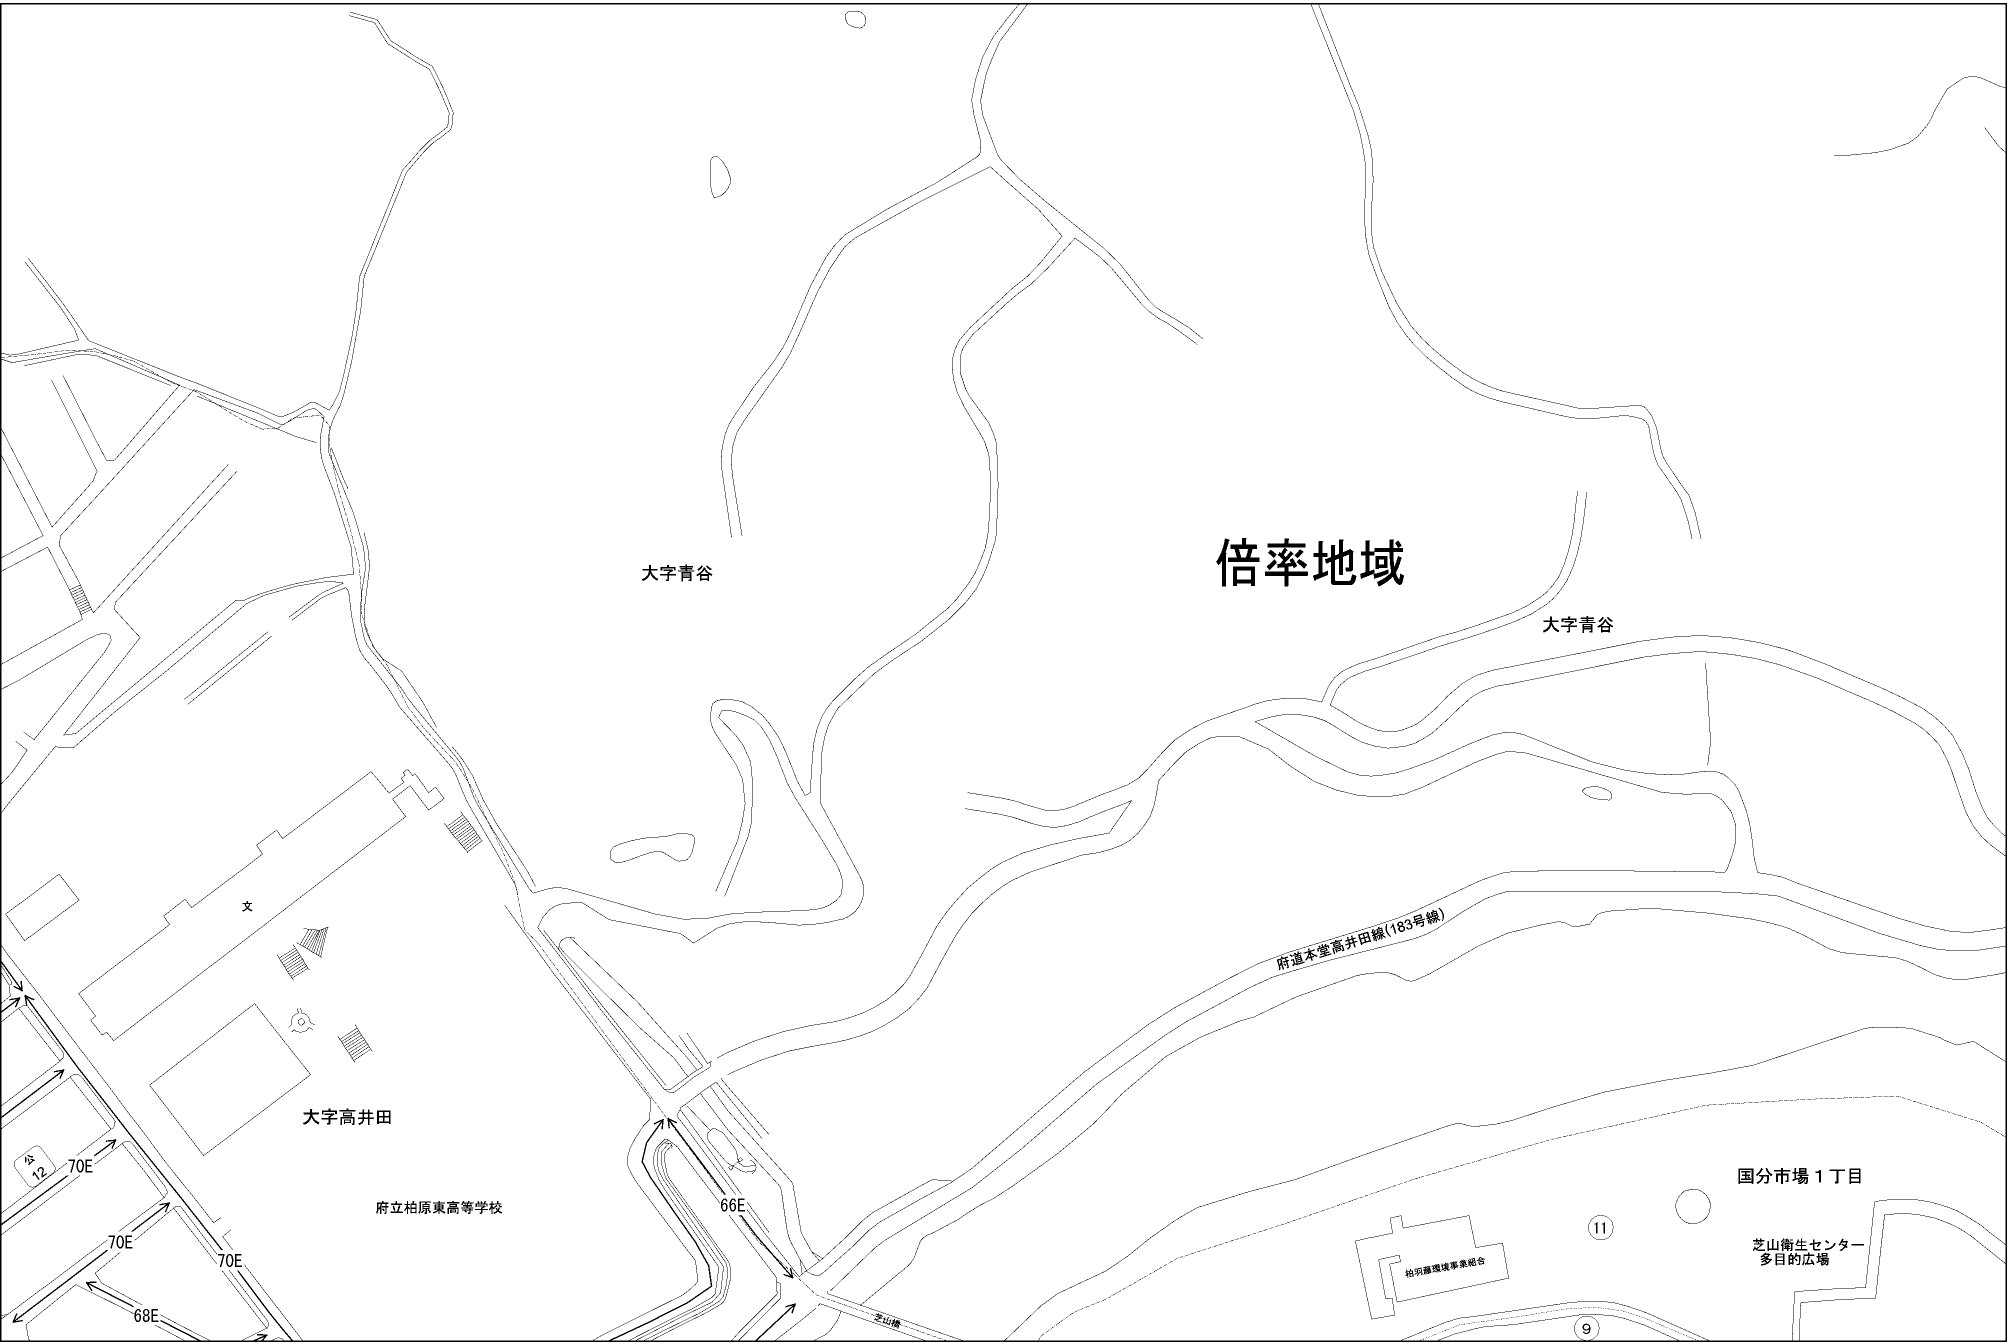 倍率地域
大字青谷
大字青谷
文
府道本堂高井田線(183号線)
大字高井田
公
12
70E
国分市場1丁目
府立柏原東高等学校
66E
11
70E
70E
芝山衛生センター
多目的広場
柏羽藤環境事業組合
68E
芝山橋
9